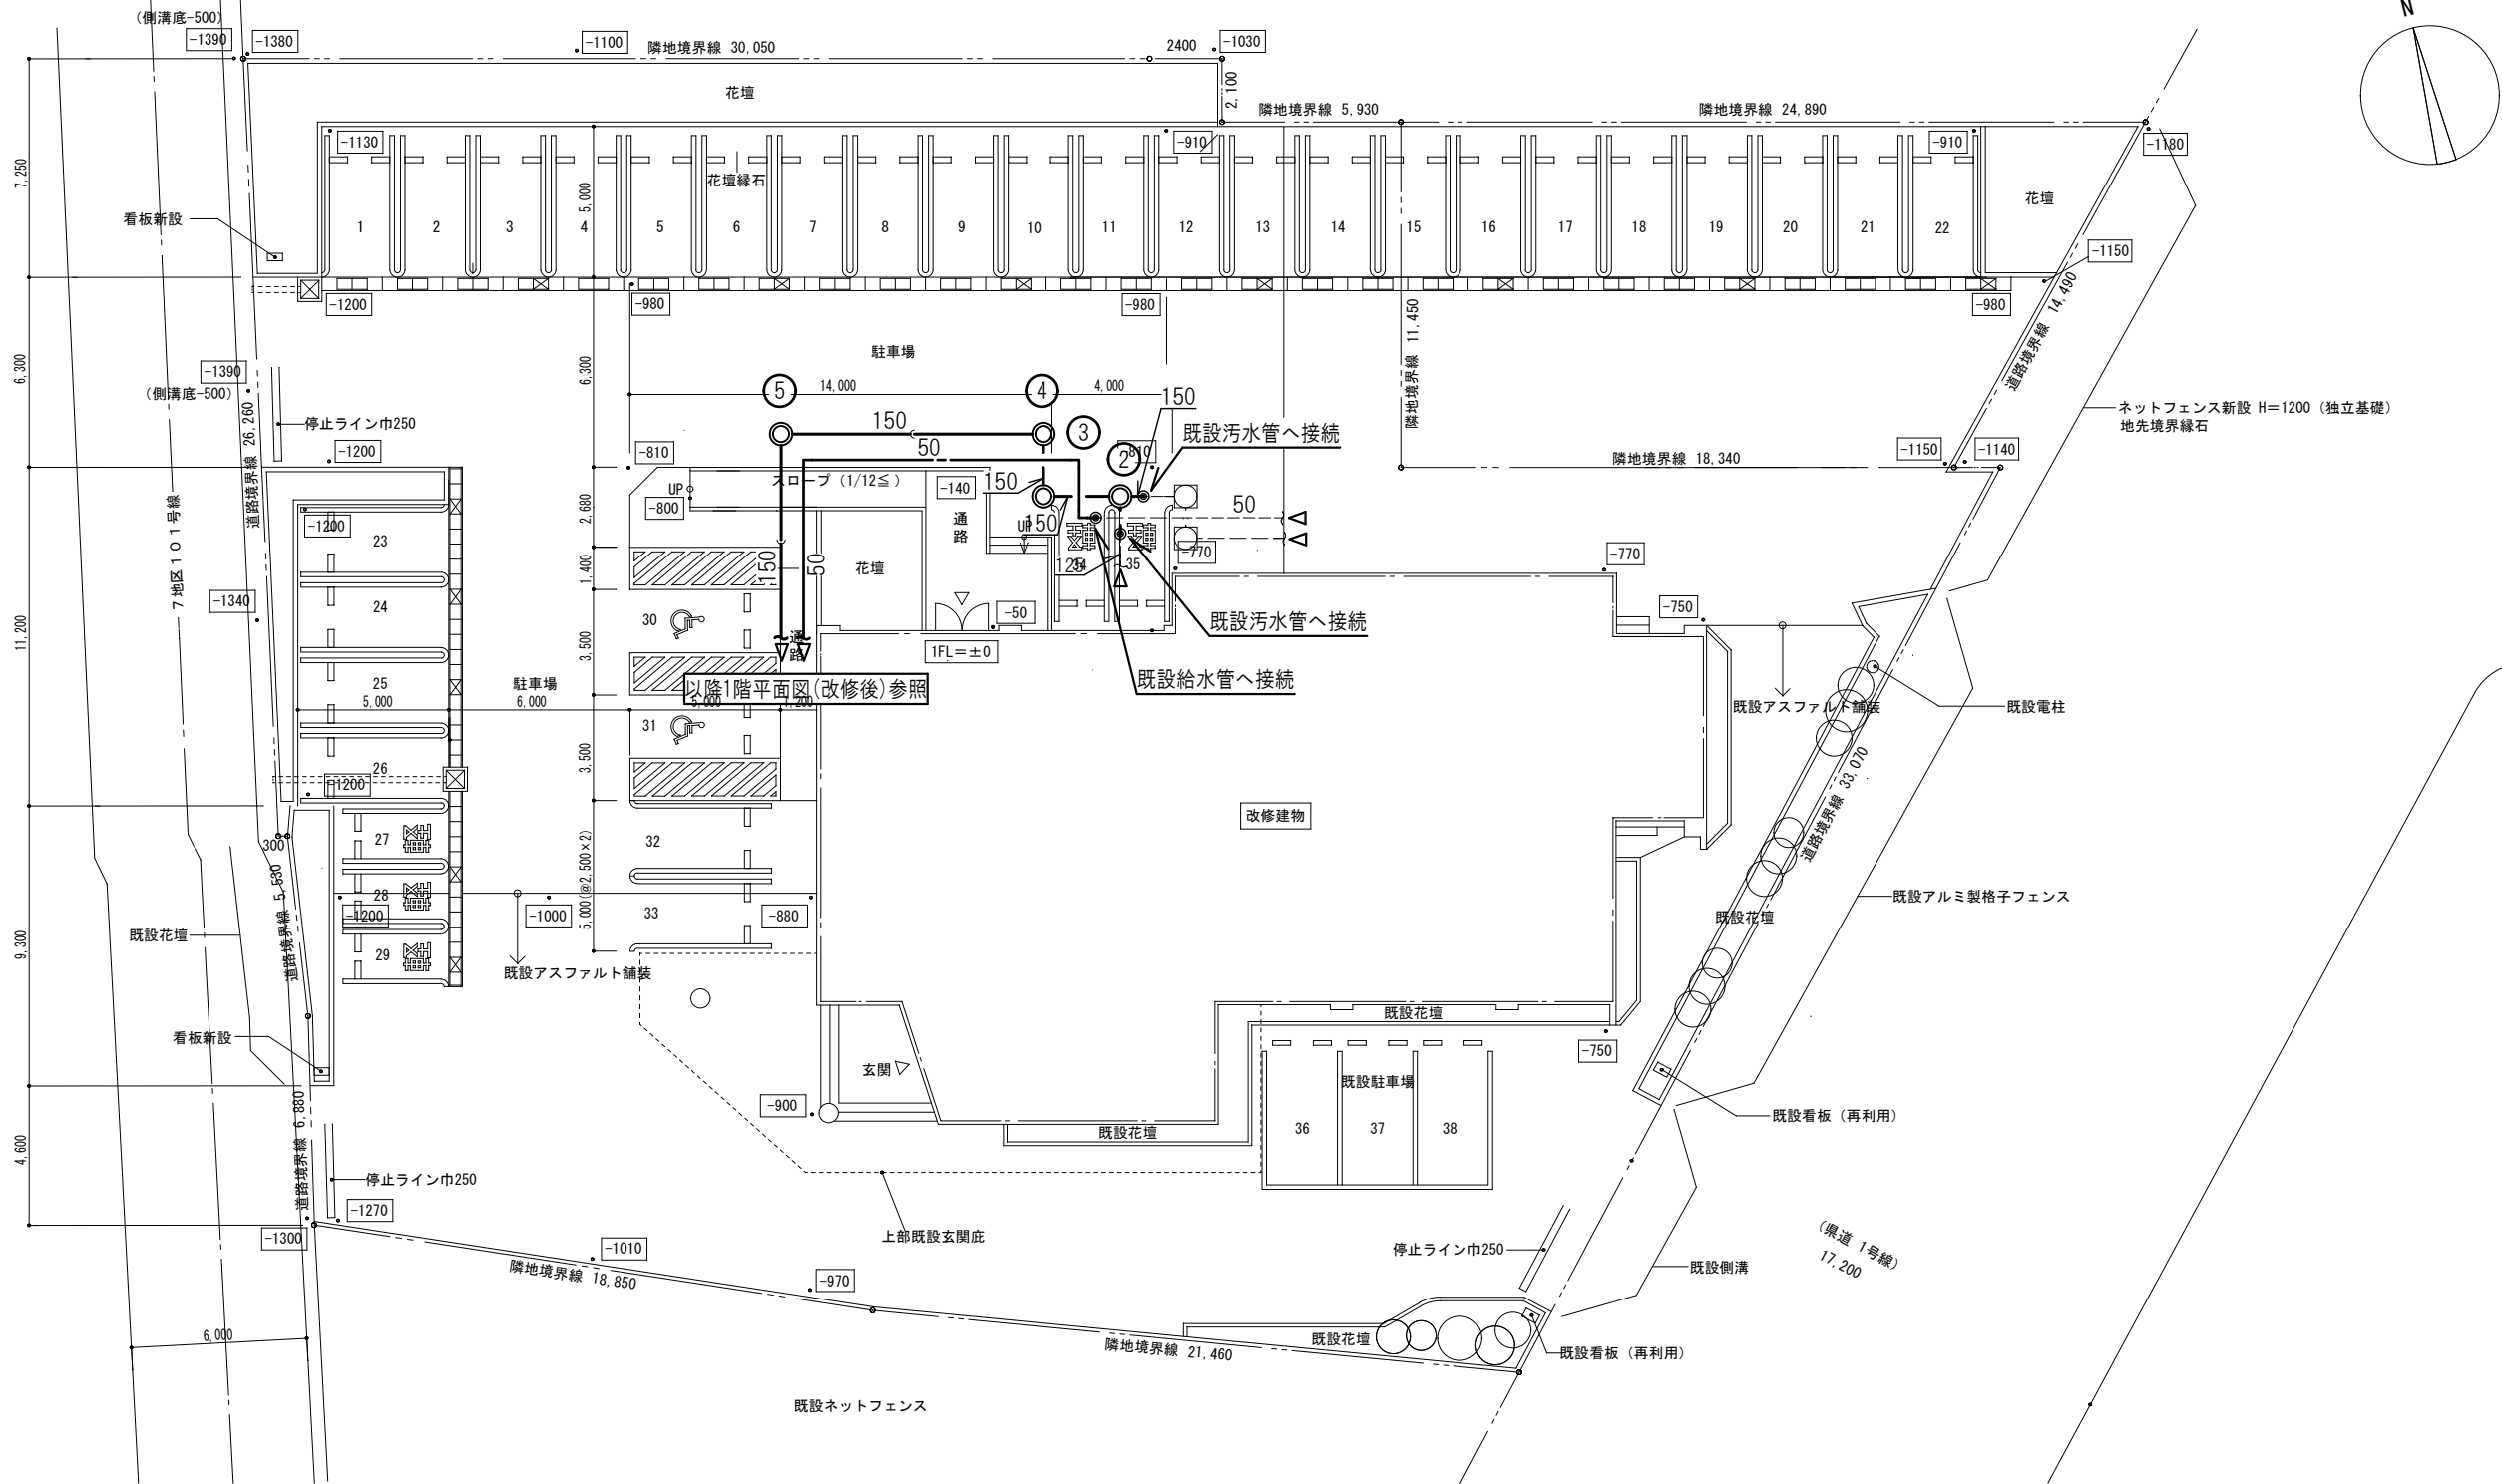 N
（側溝底-500）
-1390
-1380
-1100
隣地境界線 30,050
2400
-1030
2,100
花壇
隣地境界線 5,930
隣地境界線 24,890
-1130
-910
-910
-1180
7,250
5,000
花壇縁石
花壇
看板新設
1
2
3
4
5
6
7
8
9
10
11
12
13
14
15
16
17
18
19
20
21
22
-1150
-1200
-980
-980
-980
道路境界線 14,490
隣地境界線 11,450
6,300
6,300
駐車場
-1390
（側溝底-500）
道路境界線 26,260
停止ライン巾250
5
14,000
4
4,000
150
150
3
既設汚水管へ接続
ネットフェンス新設 H＝1200（独立基礎）
地先境界縁石
50
2
-1200
-810
隣地境界線 18,340
-1150
-1140
スロープ（1/12≦）
UP
-800
-140
150
通路
UP
150
50
7地区101号線
2,680
-1200
23
-770
-770
1,400
150
50
花壇
125
34
35
24
-1340
-50
-750
30
通路
既設汚水管へ接続
11,200
3,500
1FL＝±0
25
駐車場
既設給水管へ接続
以降1階平面図(改修後)参照
5,000
6,000
5,000
1,200
既設アスファルト舗装
既設電柱
31
3,500
26
-1200
道路境界線 33,070
改修建物
27
300
32
5,000(@2,500×2)
道路境界線 5,530
28
-1200
-1000
-880
33
既設花壇
既設アルミ製格子フェンス
既設花壇
9,300
29
既設アスファルト舗装
既設花壇
看板新設
-750
玄関
既設駐車場
-900
既設花壇
36
37
38
既設看板（再利用）
道路境界線 6,880
4,600
停止ライン巾250
-1270
-1300
-1010
隣地境界線 18,850
-970
上部既設玄関庇
停止ライン巾250
既設側溝
（県道 1号線）
17,200
6,000
隣地境界線 21,460
既設花壇
既設看板（再利用）
既設ネットフェンス